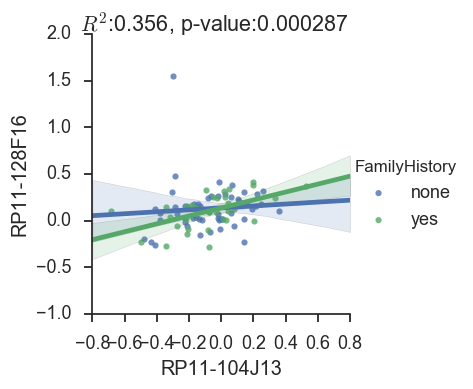 R²:0.356, p-value:0.000287
2.0
1.5
1.0
0.5
0.0
−0.5
−1.0
RP11-128F16
−0.8−0.6−0.4−0.2 0.0 0.2 0.4 0.6 0.8
RP11-104J13
FamilyHistory
none
yes